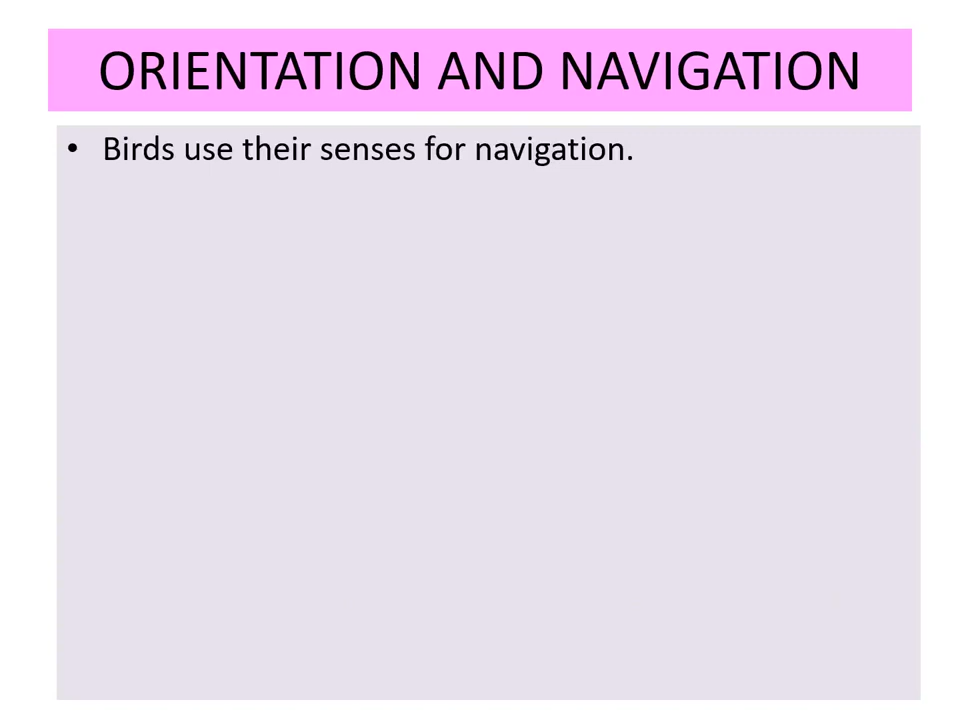 ORIENTATION AND NAVIGATION
• Birds use their senses for navigation.